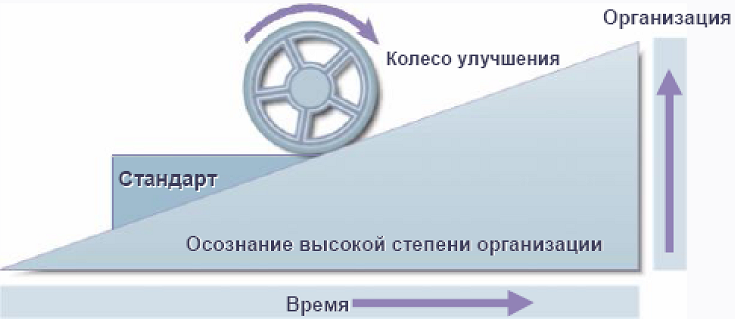 Организация
Колесо улучшения
Стандарт
Осознание высокой степени организации
Время